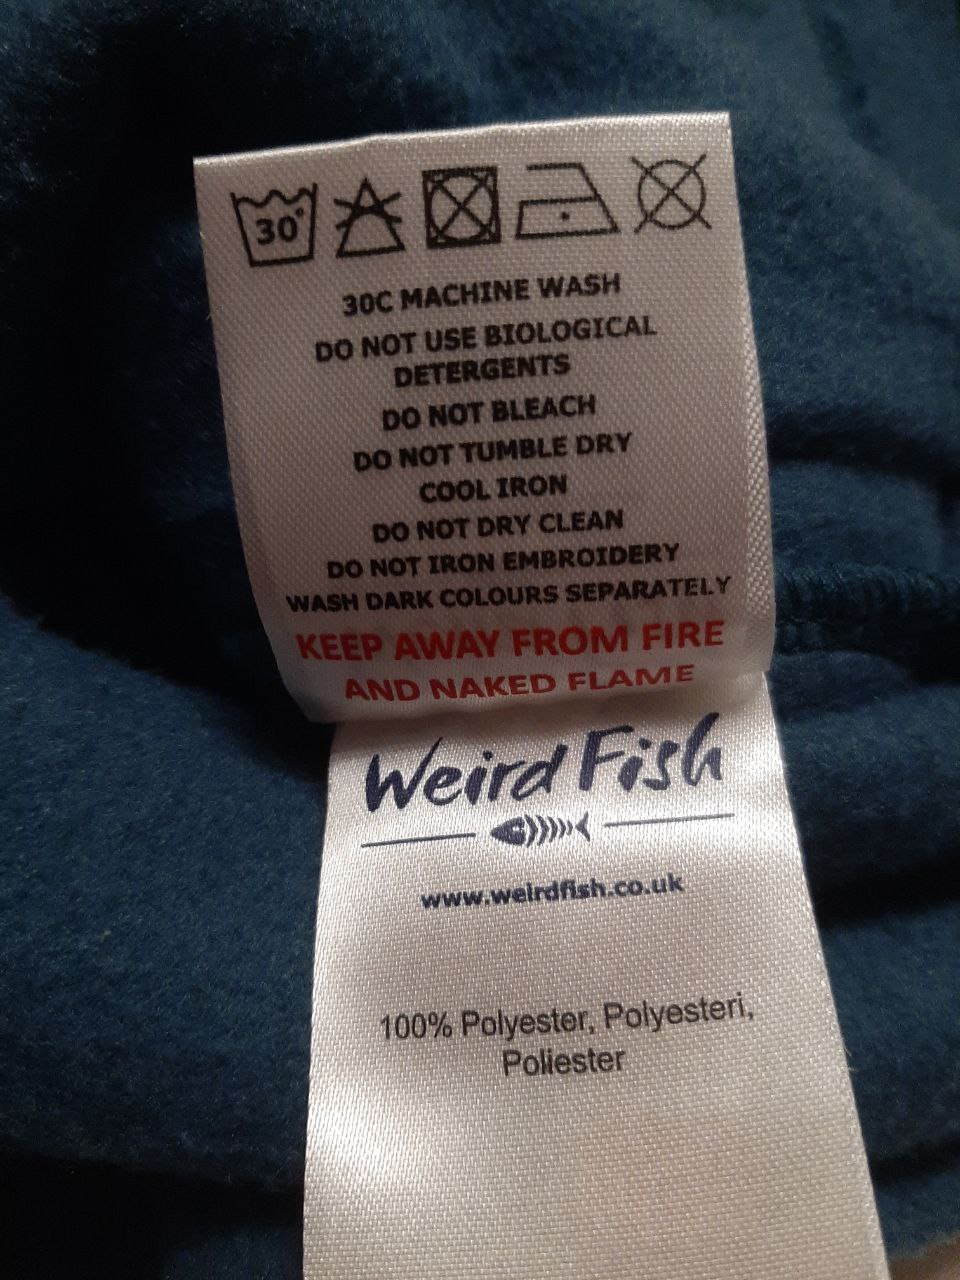 30°
30C MACHINE WASH
DO NOT USE BIOLOGICAL
DETERGENTS
DO NOT BLEACH
DO NOT TUMBLE DRY
COOL IRON
DO NOT DRY CLEAN
DO NOT IRON EMBROIDERY
WASH DARK COLOURS SEPARATELY
KEEP AWAY FROM FIRE
AND NAKED FLAME
Weird Fish
www.weirdfish.co.uk
100% Polyester, Polyesteri,
Poliester